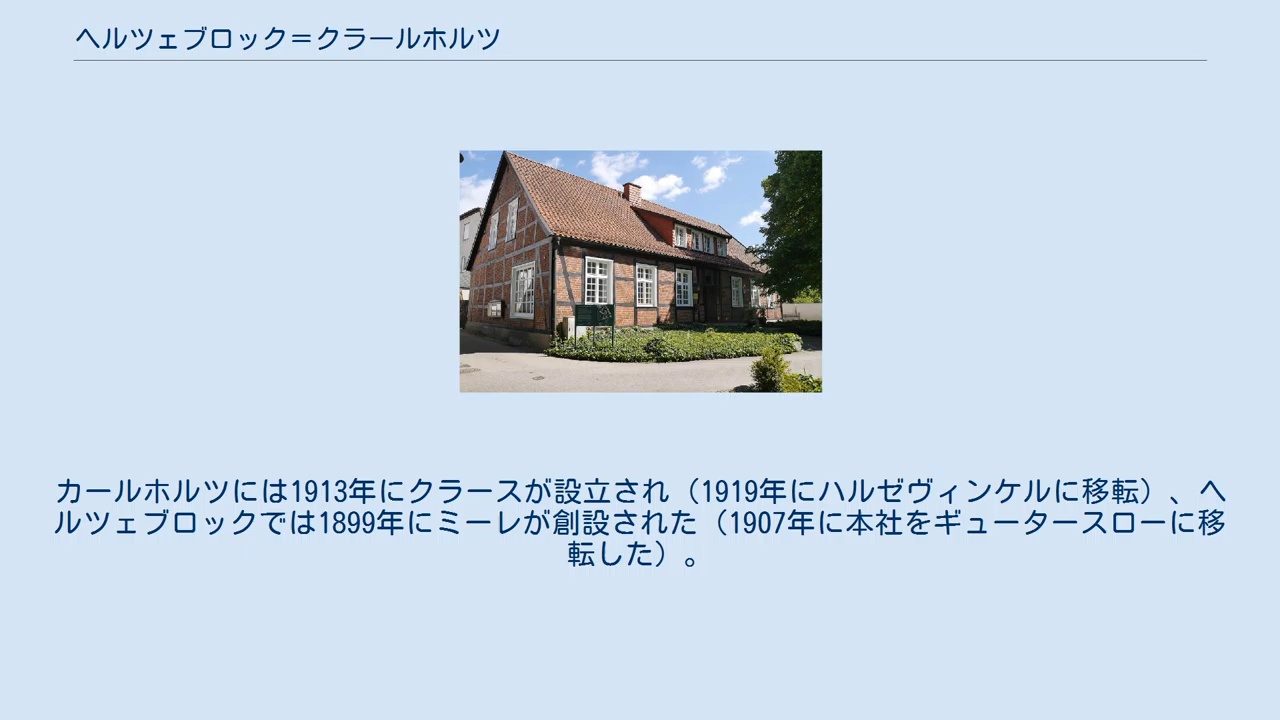 ヘルツェブロック＝クラールホルツ
カールホルツには1913年にクラースが設立され（1919年にハルゼヴィンケルに移転）、ヘ
ルツェブロックでは1899年にミーレが創設された（1907年に本社をギュータースローに移
転した）。